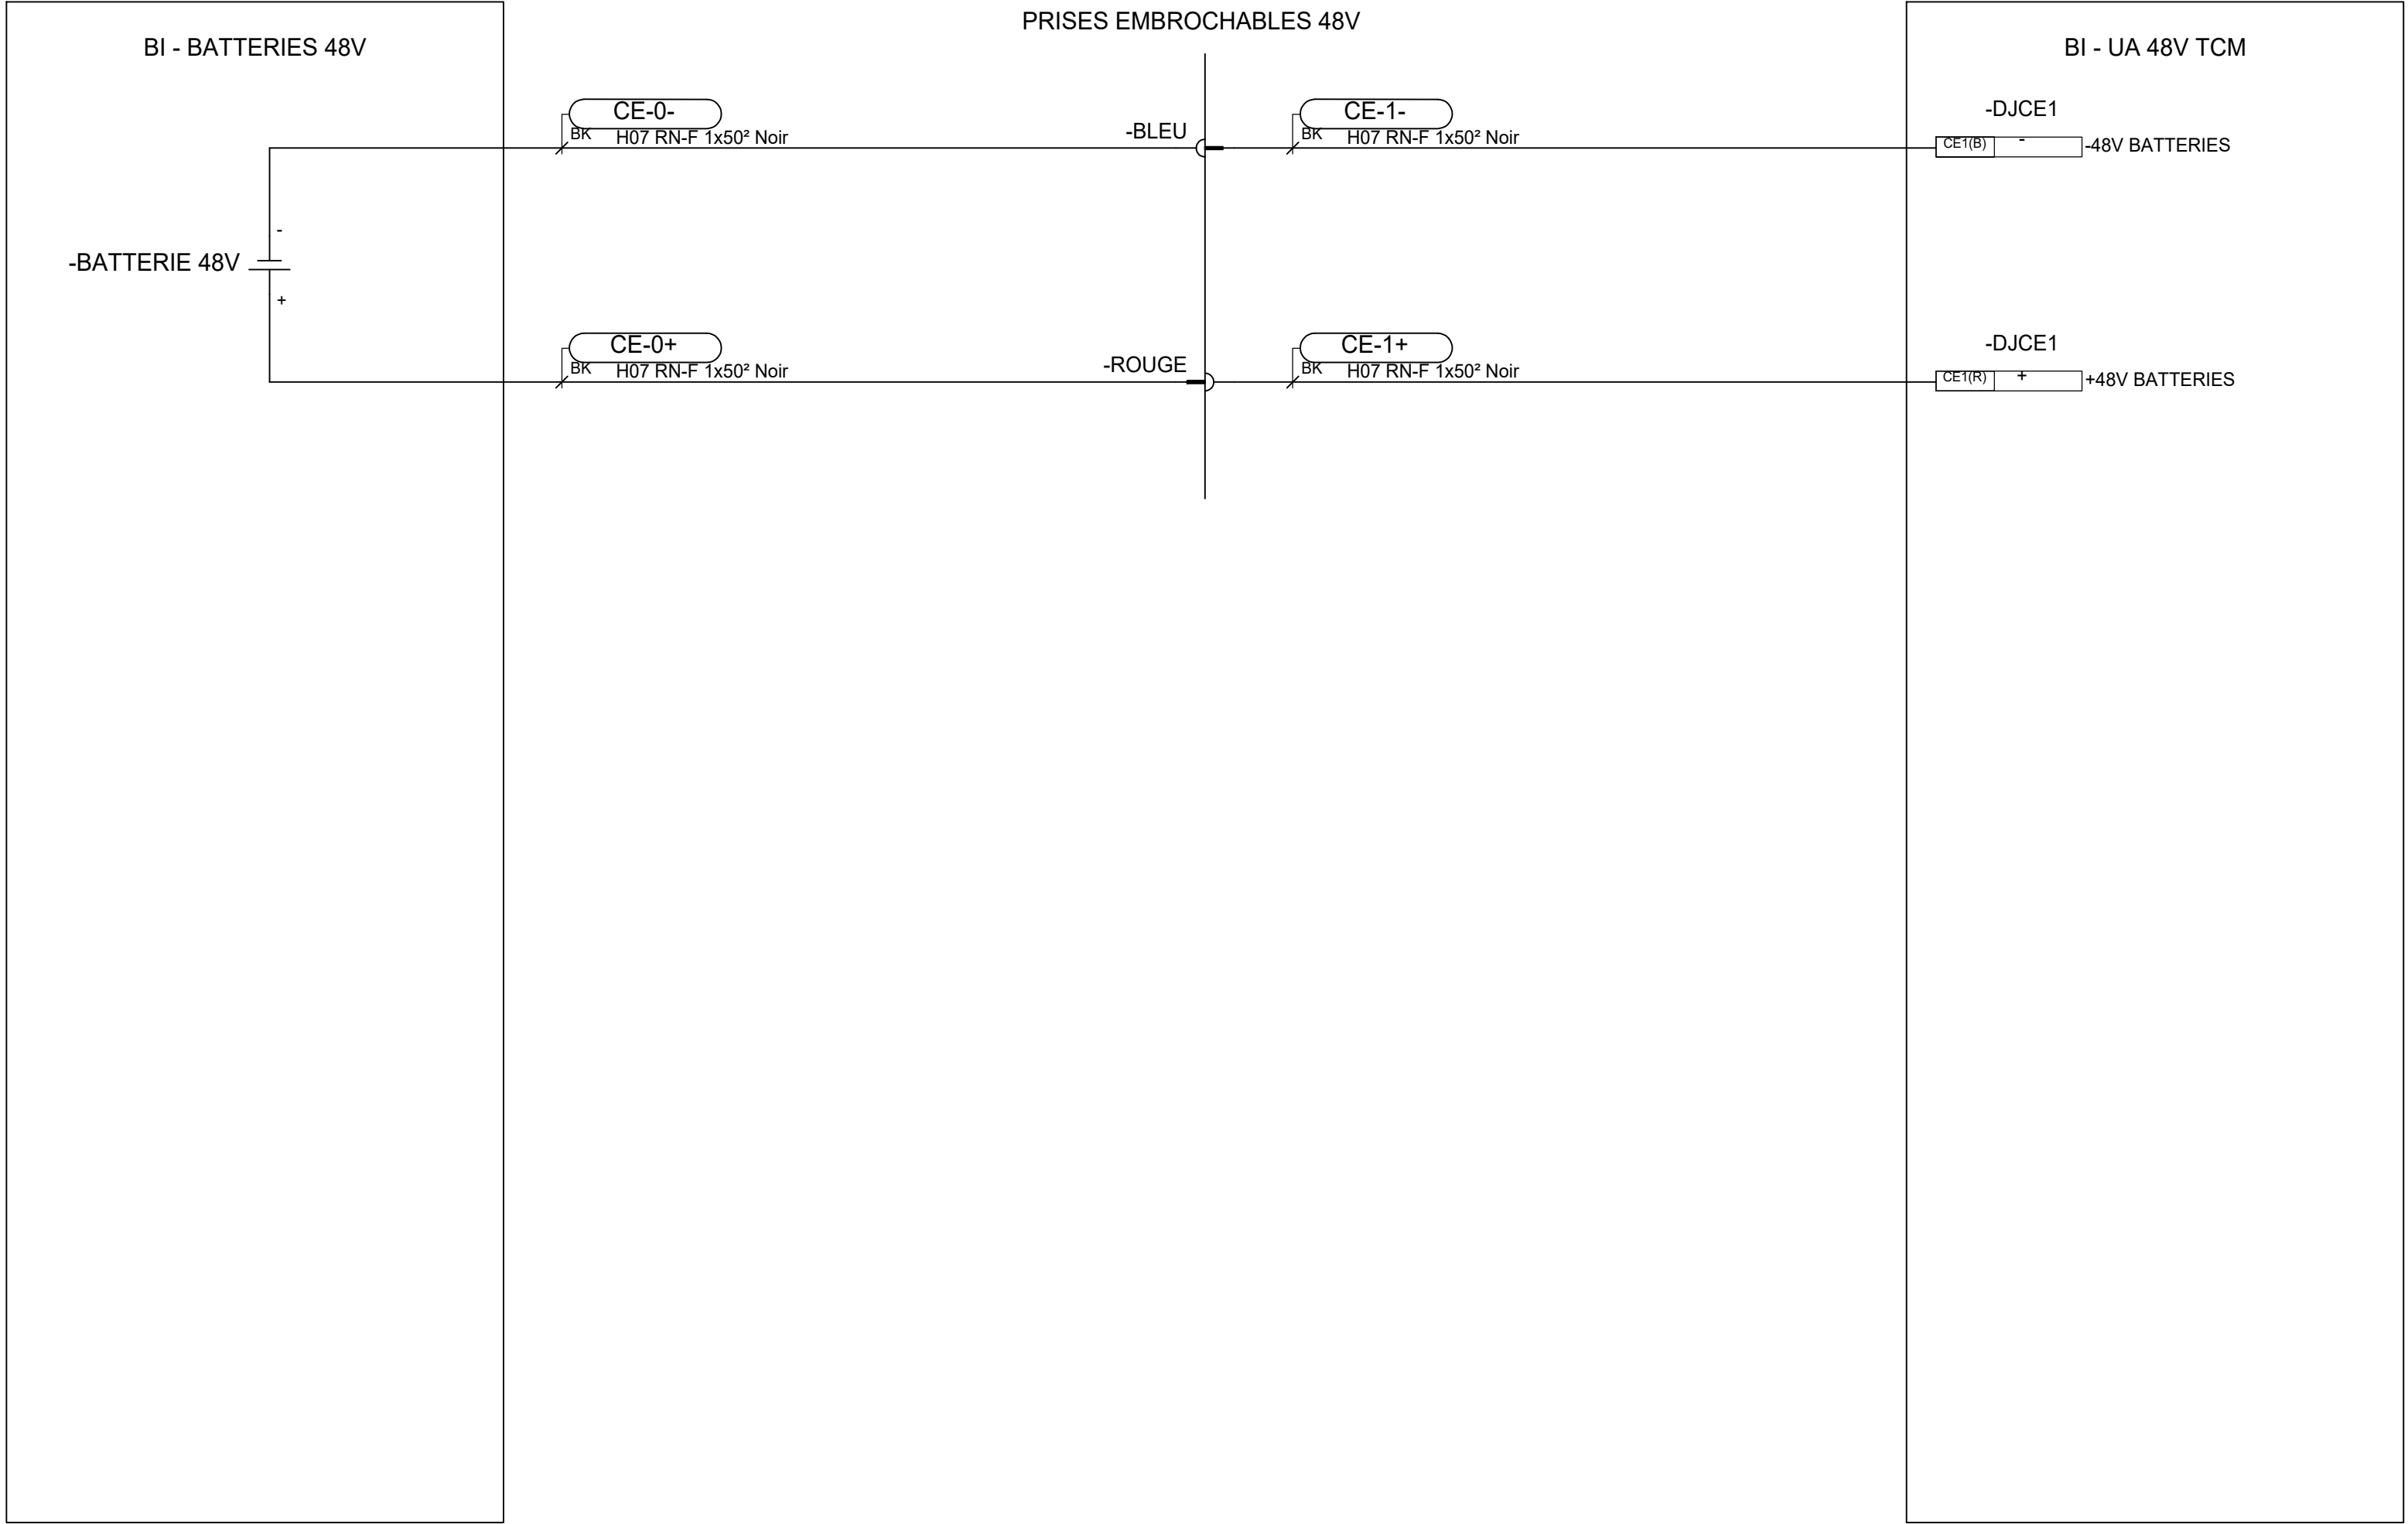 PRISES EMBROCHABLES 48V
BI - BATTERIES 48V
BI - UA 48V TCM
CE-0-
BK H07 RN-F 1x50² Noir
-BLEU
CE-1-
BK H07 RN-F 1x50² Noir
-DJCE1
CE1(B) - -48V BATTERIES
-
-BATTERIE 48V
+
CE-0+
BK H07 RN-F 1x50² Noir
-ROUGE
CE-1+
BK H07 RN-F 1x50² Noir
-DJCE1
CE1(R) + +48V BATTERIES